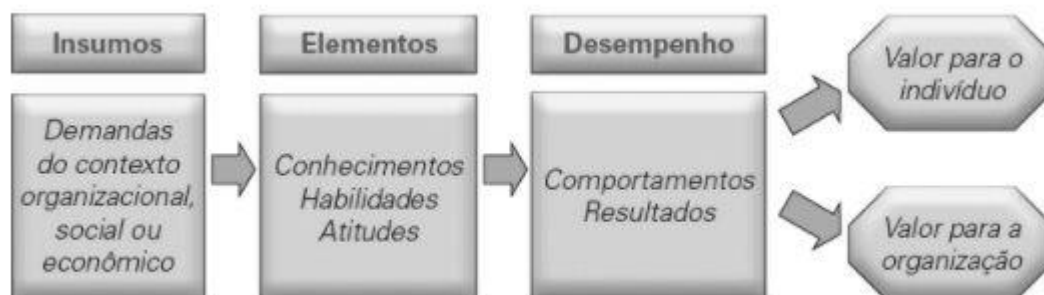 Insumos
Demandas
do contexto
organizacional,
social ou
econômico
Elementos
Conhecimentos
Habilidades
Atitudes
Desempenho
Comportamentos
Resultados
Valor para o
indivíduo
Valor para a
organização